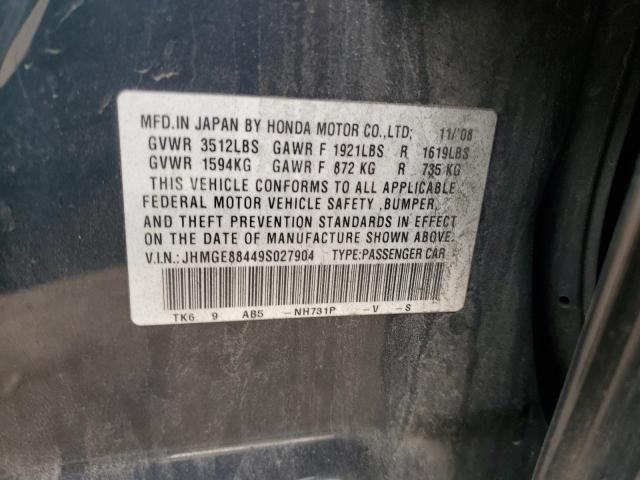 MFD.IN JAPAN BY HONDA MOTOR CO.,LTD; 11/'08
GVWR 3512LBS GAWR F 1921LBS R 1619LBS
GVWR 1594KG GAWR F 872 KG R 735 KG
THIS VEHICLE CONFORMS TO ALL APPLICABLE
FEDERAL MOTOR VEHICLE SAFETY ,BUMPER,
AND THEFT PREVENTION STANDARDS IN EFFECT
ON THE DATE OF MANUFACTURE SHOWN ABOVE.
V.I.N.:JHMGE88449S027904 TYPE:PASSENGER CAR
TK6 9 AB5 -NH731P -V -S